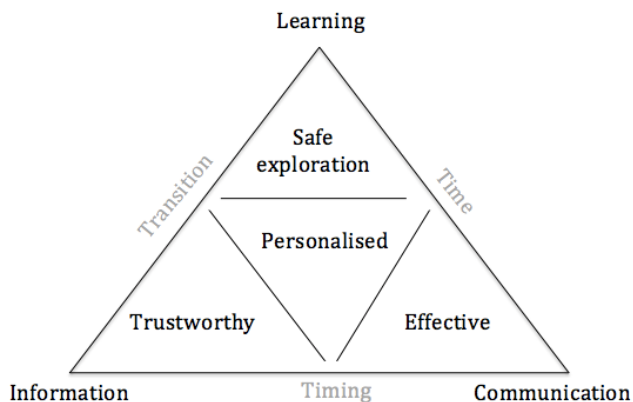 Learning
Safe
exploration
Transition
Time
Personalised
Trustworthy
Effective
Information
Timing
Communication